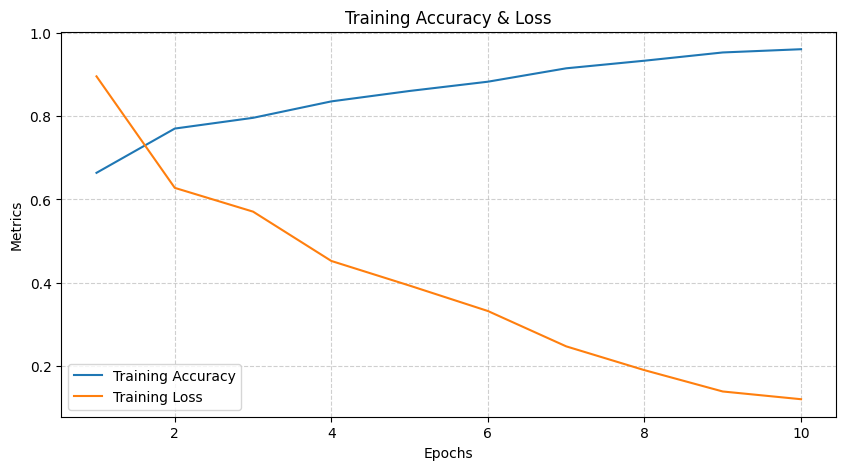 Training Accuracy & Loss
1.0
0.8
0.6
0.4
0.2
Metrics
Training Accuracy
Training Loss
2 4 6 8 10
Epochs